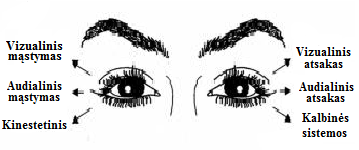 Vizualinis
mąstymas
Audialinis
mąstymas
Kinestetinis
Vizualinis
atsakas
Audialinis
atsakas
Kalbinės
sistemos